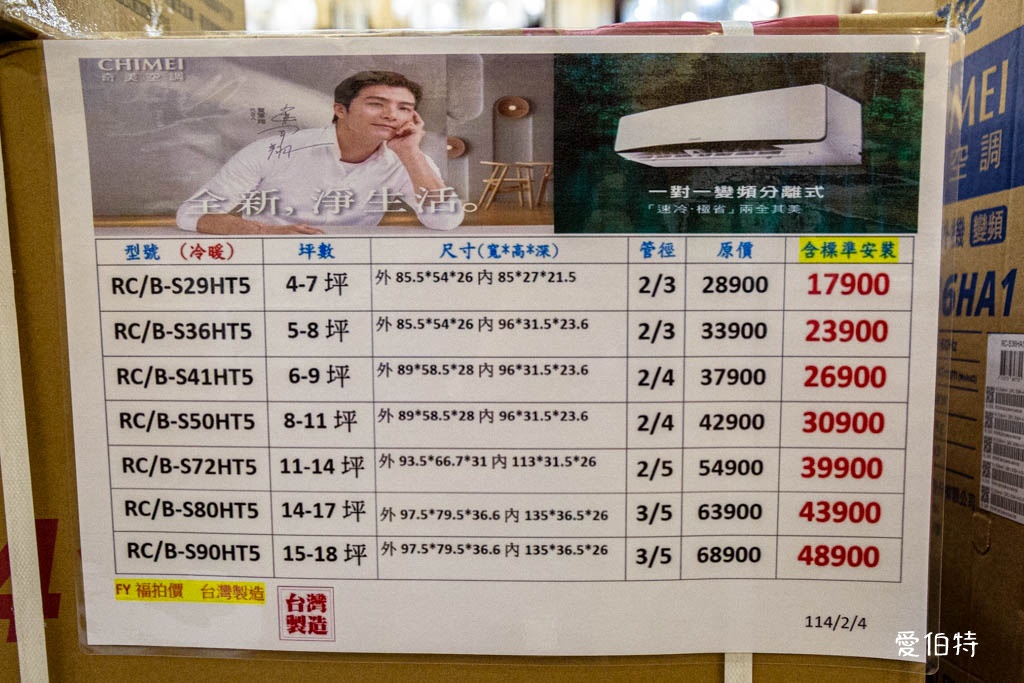 CHIMEI
奇美空調
全新,淨生活。
一對一變頻分離式
「速冷·極省」兩全其美
型號 (冷暖) 坪數 尺寸(寬*高*深) 管徑 原價 含標準安裝
RC/B-S29HT5 4-7 坪 外 85.5*54*26 內 85*27*21.5 2/3 28900 17900
RC/B-S36HT5 5-8 坪 外 85.5*54*26 內 96*31.5*23.6 2/3 33900 23900
RC/B-S41HT5 6-9 坪 外 89*58.5*28 內 96*31.5*23.6 2/4 37900 26900
RC/B-S50HT5 8-11 坪 外 89*58.5*28 內 96*31.5*23.6 2/4 42900 30900
RC/B-S72HT5 11-14 坪 外 93.5*66.7*31 內 113*31.5*26 2/5 54900 39900
RC/B-S80HT5 14-17 坪 外 97.5*79.5*36.6 內 135*36.5*26 3/5 63900 43900
RC/B-S90HT5 15-18 坪 外 97.5*79.5*36.6 內 135*36.5*26 3/5 68900 48900
FY 福拍價 台灣製造
台灣
製造
114/2/4
愛伯特
MEI
空調
變頻
6HA1